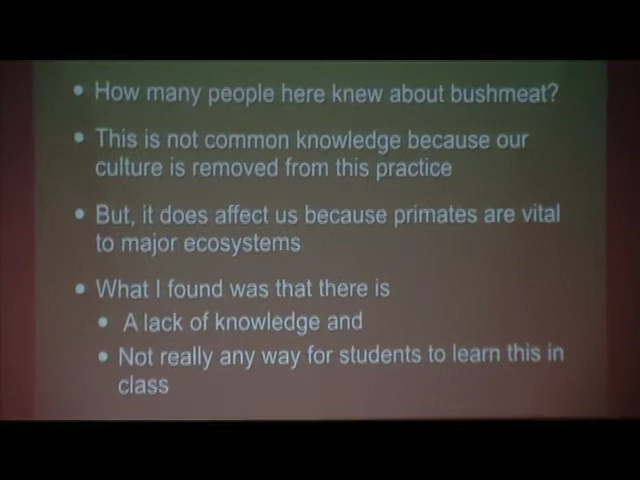 • How many people here knew about bushmeat?
• This is not common knowledge because our
culture is removed from this practice
• But, it does affect us because primates are vital
to major ecosystems
• What I found was that there is
• A lack of knowledge and
• Not really any way for students to learn this in
class